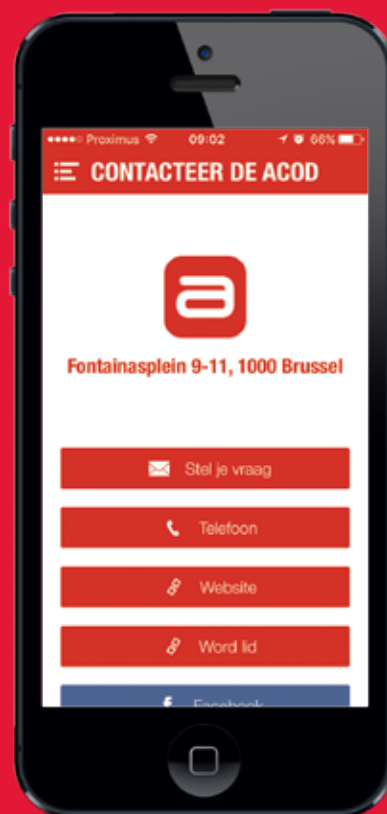 Proximus 09:02 66%
CONTACTEER DE ACOD
a
Fontainasplein 9-11, 1000 Brussel
Stel je vraag
Telefoon
Website
Word lid
Facebook